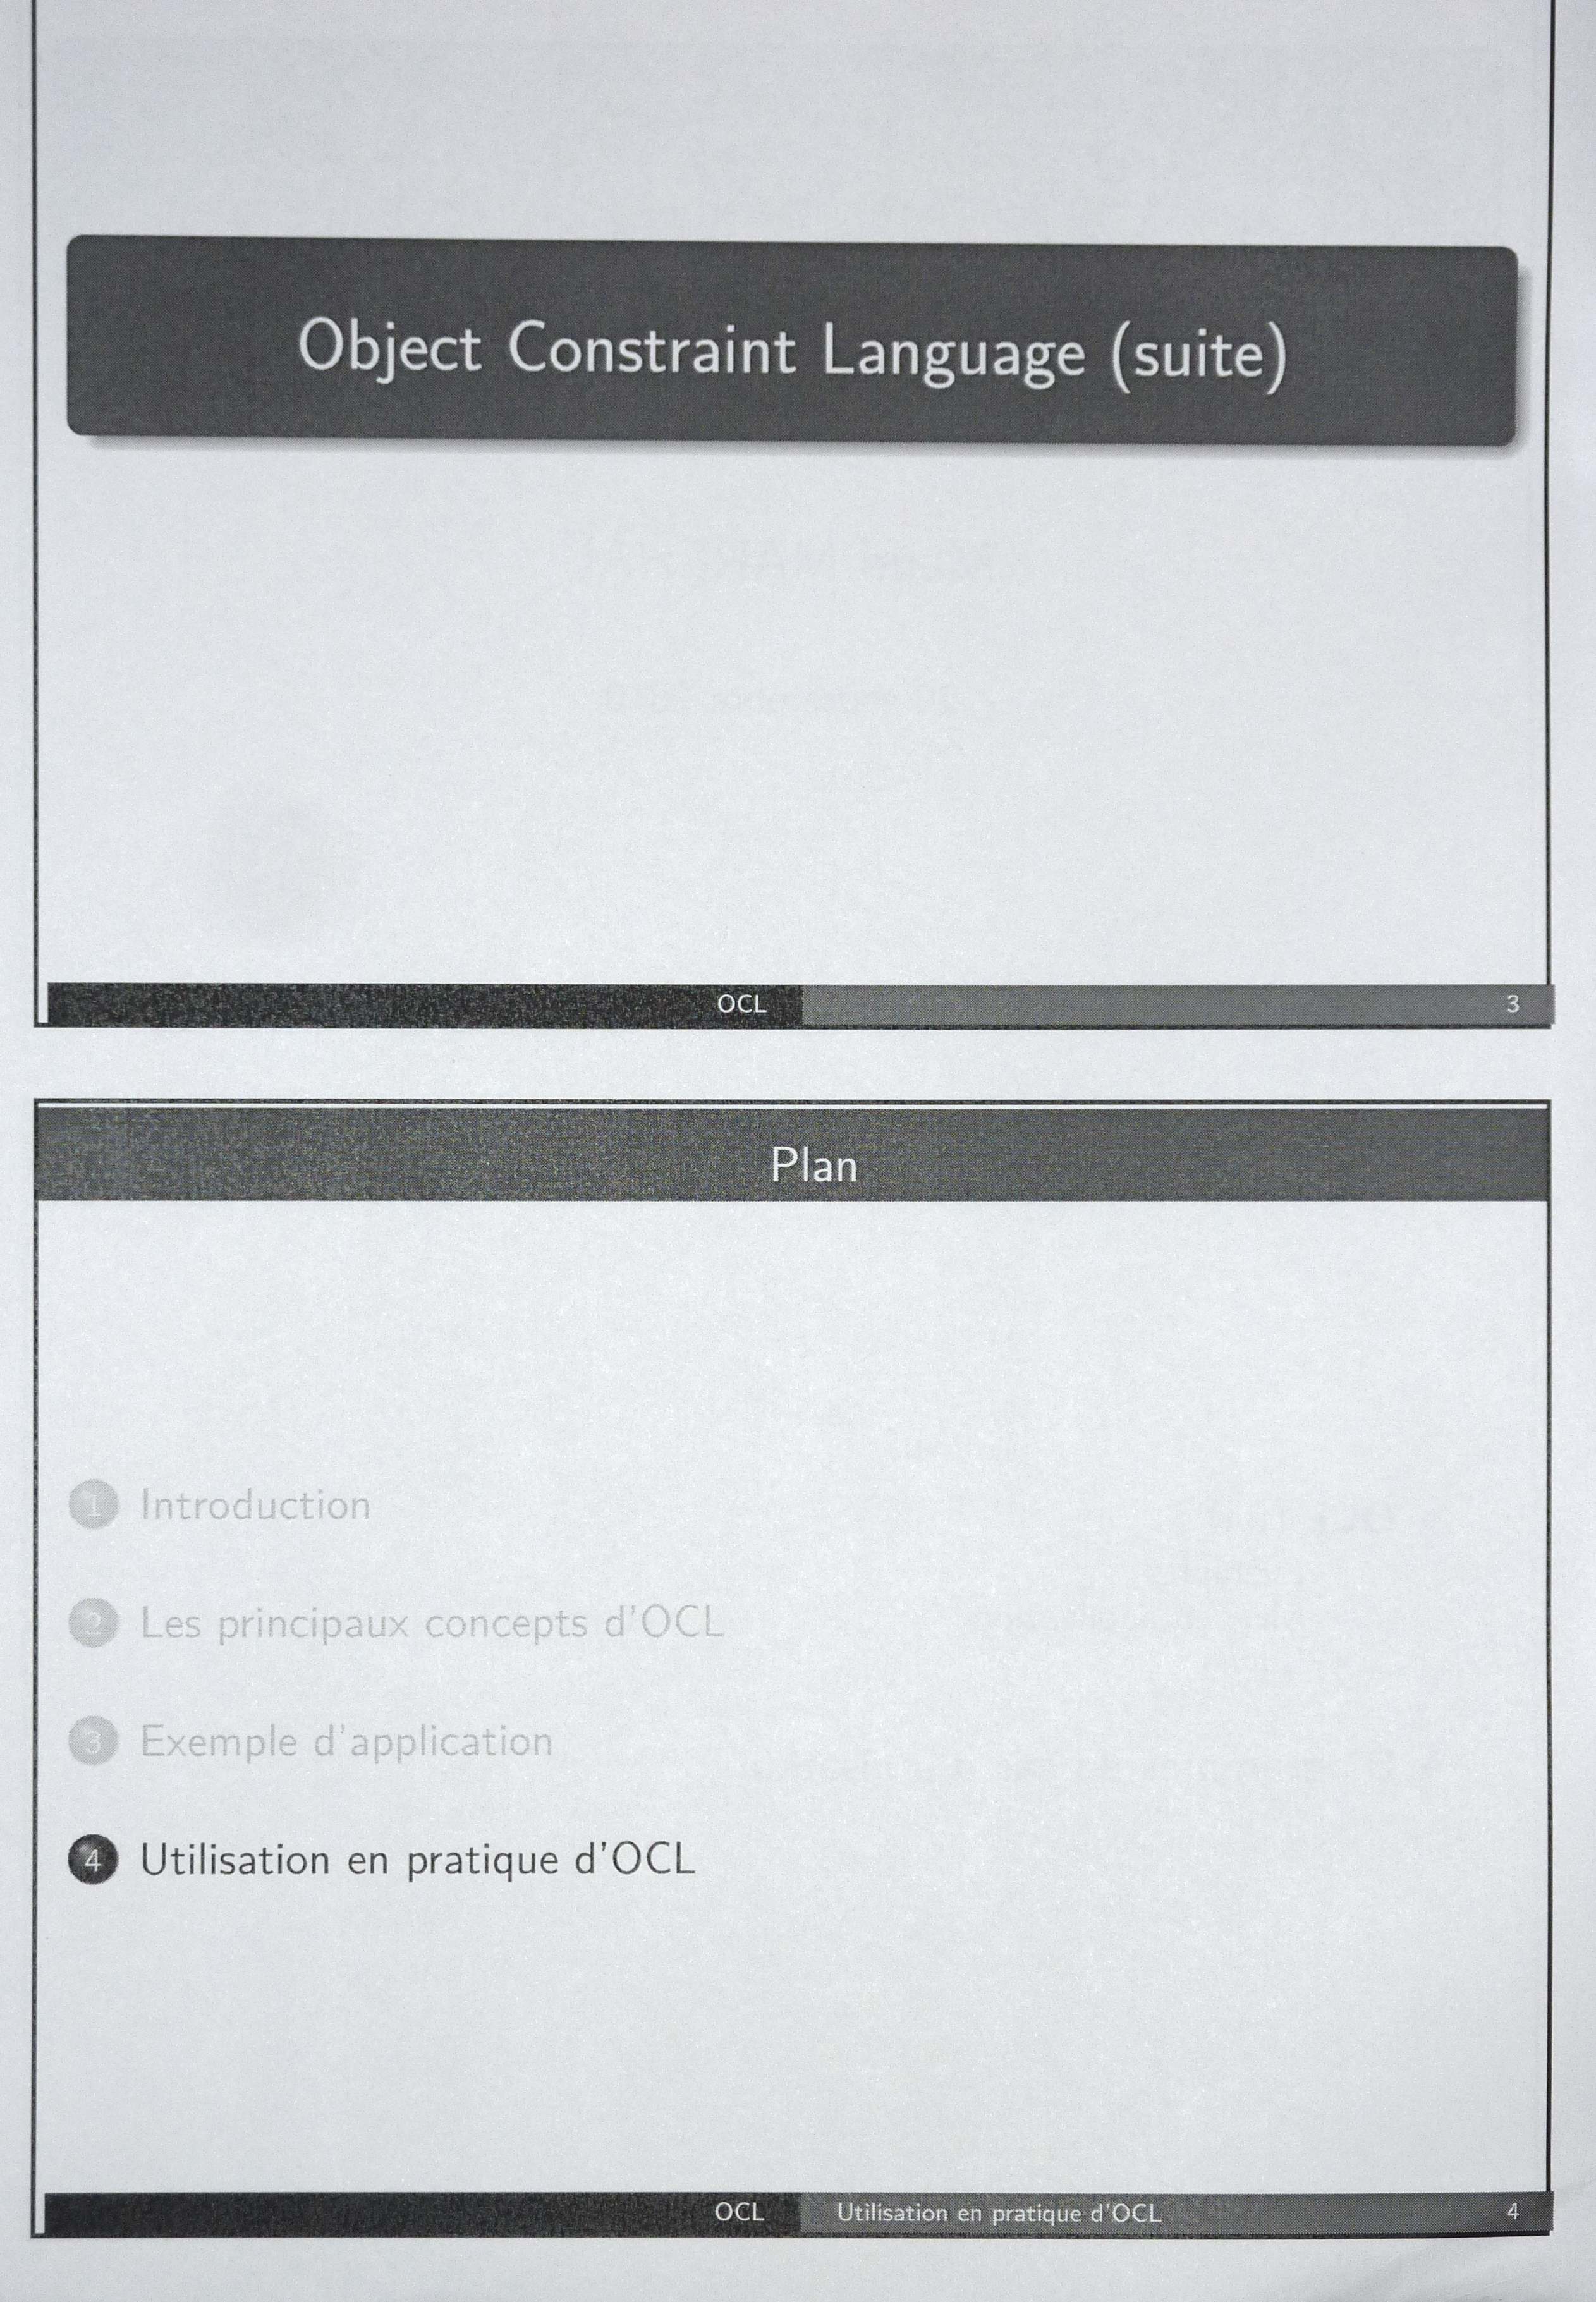 Object Constraint Language (suite)
OCL
3
Plan
1 Introduction
2 Les principaux concepts d'OCL
3 Exemple d'application
4 Utilisation en pratique d'OCL
OCL Utilisation en pratique d'OCL 4